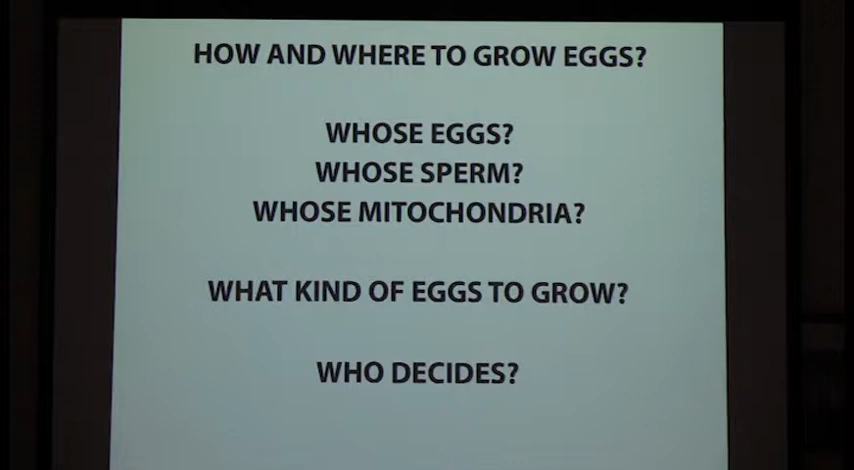 HOW AND WHERE TO GROW EGGS?
WHOSE EGGS?
WHOSE SPERM?
WHOSE MITOCHONDRIA?
WHAT KIND OF EGGS TO GROW?
WHO DECIDES?